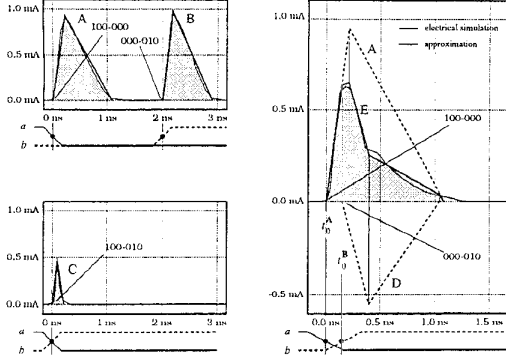 1.0 mA
A
B
100-000
0.5 mA
000-010
0.0 mA
0 ns
1 ns
2 ns
3 ns
a
b
1.0 mA
100-010
0.5 mA
C
0.0 mA
0 ns
1 ns
2 ns
3 ns
a
b
1.0 mA
electrical simulation
approximation
A
0.5 mA
E
100-000
0.0 mA
t0A
t0B
000-010
D
-0.5 mA
0.0 ns
0.5 ns
1.0 ns
1.5 ns
a
b